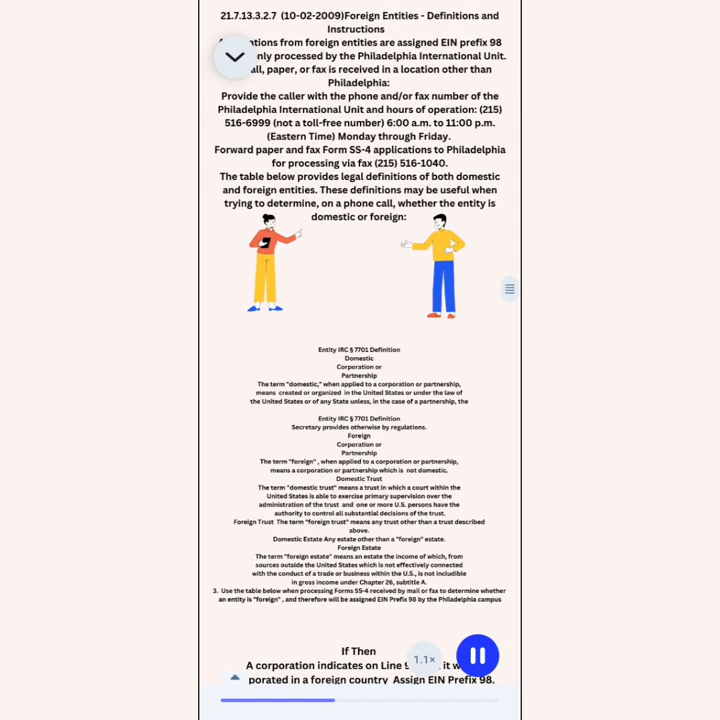 21.7.13.3.2.7 (10-02-2009)Foreign Entities - Definitions and
Instructions
tions from foreign entities are assigned EIN prefix 98
only processed by the Philadelphia International Unit.
all, paper, or fax is received in a location other than
Philadelphia:
Provide the caller with the phone and/or fax number of the
Philadelphia International Unit and hours of operation: (215)
516-6999 (not a toll-free number) 6:00 a.m. to 11:00 p.m.
(Eastern Time) Monday through Friday.
Forward paper and fax Form SS-4 applications to Philadelphia
for processing via fax (215) 516-1040.
The table below provides legal definitions of both domestic
and foreign entities. These definitions may be useful when
trying to determine, on a phone call, whether the entity is
domestic or foreign:
Entity IRC § 7701 Definition
Domestic
Corporation or
Partnership
The term "domestic," when applied to a corporation or partnership,
means created or organized in the United States or under the law of
the United States or of any State unless, in the case of a partnership, the
Entity IRC § 7701 Definition
Secretary provides otherwise by regulations.
Foreign
Corporation or
Partnership
The term "foreign" , when applied to a corporation or partnership,
means a corporation or partnership which is not domestic.
Domestic Trust
The term "domestic trust" means a trust in which a court within the
United States is able to exercise primary supervision over the
administration of the trust and one or more U.S. persons have the
authority to control all substantial decisions of the trust.
Foreign Trust The term "foreign trust" means any trust other than a trust described
above.
Domestic Estate Any estate other than a "foreign" estate.
Foreign Estate
The term "foreign estate" means an estate the income of which, from
sources outside the United States which is not effectively connected
with the conduct of a trade or business within the U.S., is not includible
in gross income under Chapter 26, subtitle A.
3. Use the table below when processing Forms SS-4 received by mail or fax to determine whether
an entity is "foreign" , and therefore will be assigned EIN Prefix 98 by the Philadelphia campus
If Then
A corporation indicates on Line 9 it w
porated in a foreign country Assign EIN Prefix 98.
1.1×